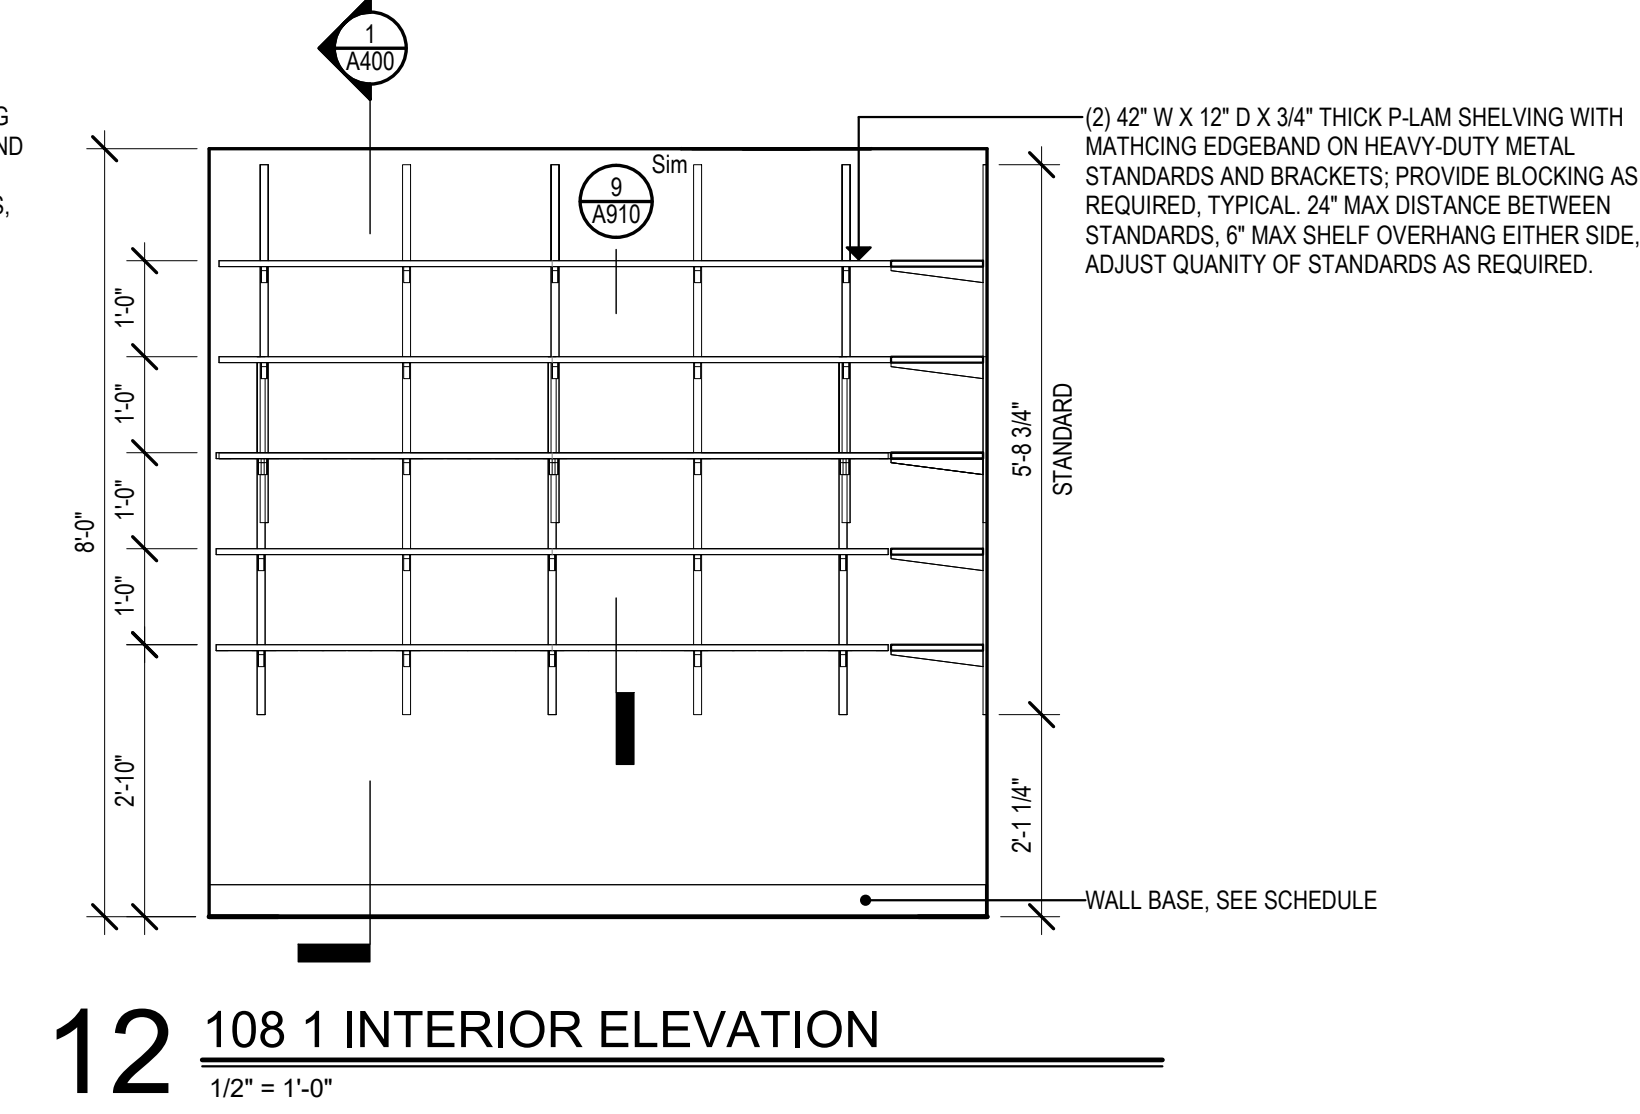 1
A400
G
ND
S,
(2) 42" W X 12" D X 3/4" THICK P-LAM SHELVING WITH
MATHCING EDGEBAND ON HEAVY-DUTY METAL
STANDARDS AND BRACKETS; PROVIDE BLOCKING AS
REQUIRED, TYPICAL. 24" MAX DISTANCE BETWEEN
STANDARDS, 6" MAX SHELF OVERHANG EITHER SIDE,
ADJUST QUANITY OF STANDARDS AS REQUIRED.
Sim
9
A910
1'-0"
1'-0"
1'-0"
1'-0"
2'-10"
8'-0"
5'-8 3/4"
STANDARD
2'-1 1/4"
WALL BASE, SEE SCHEDULE
12
108 1 INTERIOR ELEVATION
1/2" = 1'-0"